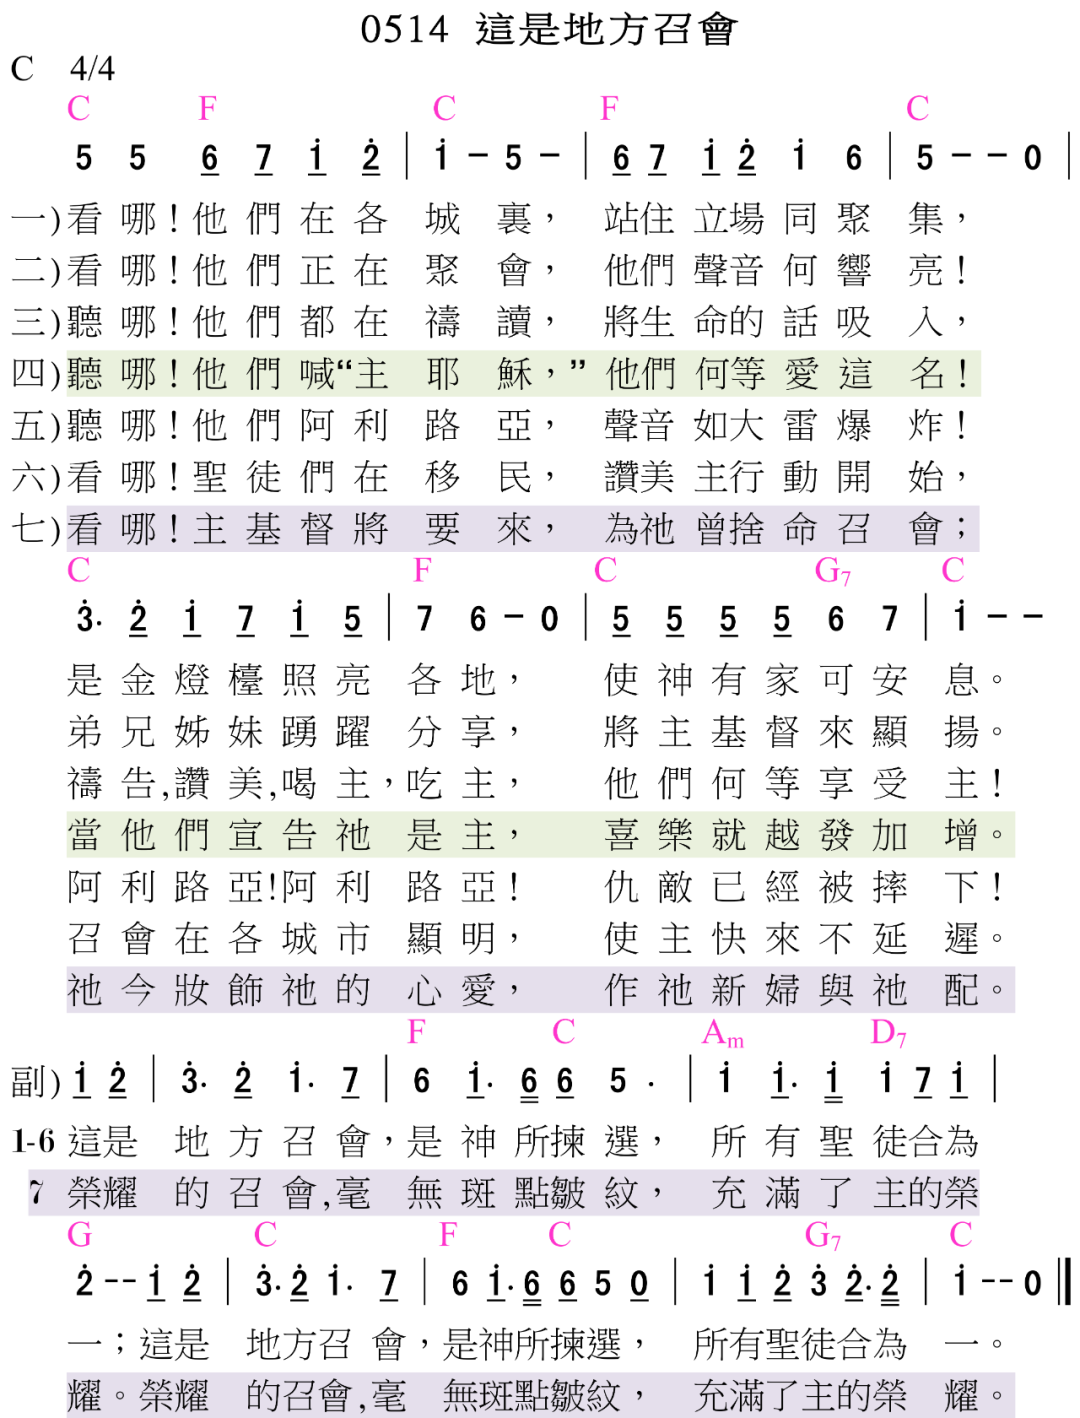 0514 這是地方召會
C 4/4
C F C F C
5 5 6 7 i 2̇ | i – 5 – | 6 7 i 2̇ i 6 | 5 – – 0 |
一)看 哪！他 們 在 各 城 裏， 站住 立場 同 聚 集，
二)看 哪！他 們 正 在 聚 會， 他們 聲音 何 響 亮！
三)聽 哪！他 們 都 在 禱 讀， 將生 命的 話 吸 入，
四)聽 哪！他 們 喊“主 耶 穌，” 他們 何等 愛 這 名！
五)聽 哪！他 們 阿 利 路 亞， 聲音 如大 雷 爆 炸！
六)看 哪！聖 徒 們 在 移 民， 讚美 主行 動 開 始，
七)看 哪！主 基 督 將 要 來， 為祂 曾捨 命 召 會；
C F C G7 C
3̇. 2̇ i 7 i 5 | 7 6 – 0 | 5 5 5 5 6 7 | i – –
是 金 燈 檯 照 亮 各 地， 使 神 有 家 可 安 息。
弟 兄 姊 妹 踴 躍 分 享， 將 主 基 督 來 顯 揚。
禱 告,讚 美,喝 主，吃 主， 他 們 何 等 享 受 主！
當 他 們 宣 告 祂 是 主， 喜 樂 就 越 發 加 增。
阿 利 路 亞!阿 利 路 亞！ 仇 敵 已 經 被 摔 下！
召 會 在 各 城 市 顯 明， 使 主 快 來 不 延 遲。
祂 今 妝 飾 祂 的 心 愛， 作 祂 新 婦 與 祂 配。
F C Am D7
副) i 2̇ | 3̇. 2̇ i. 7 | 6 i. 6 6 5 . | i i. i i 7 i |
1-6 這是 地 方 召 會，是 神 所揀 選， 所 有 聖 徒合為
7 榮耀 的 召 會,毫 無 斑 點皺 紋， 充 滿 了 主的榮
G C F C G7 C
2̇ -- i 2̇ | 3̇. 2̇ i. 7 | 6 i. 6 6 5 0 | i i 2̇ 3̇ 2̇. 2̇ | i -- 0 ‖
一；這是 地方召 會，是神所揀選， 所有聖徒合為 一。
耀。榮耀 的召會,毫 無斑點皺紋， 充滿了主的榮 耀。